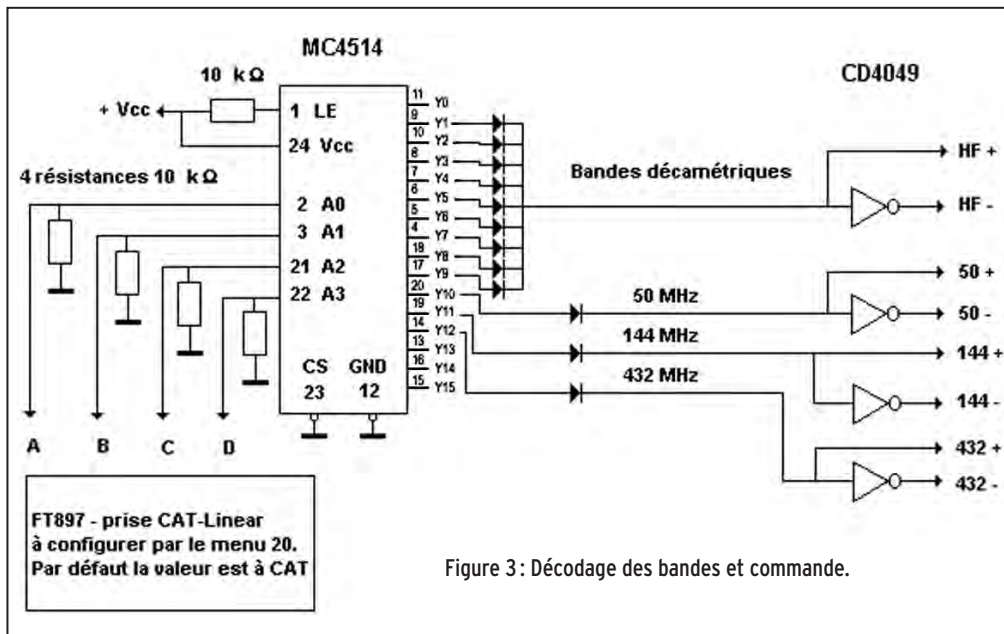 MC4514
CD4049
10 kΩ
+ Vcc
1 LE
24 Vcc
4 résistances 10 kΩ
2 A0
3 A1
21 A2
22 A3
CS
23
GND
12
11 Y0
9 Y1
10 Y2
8 Y3
7 Y4
6 Y5
5 Y6
4 Y7
18 Y8
17 Y9
20 Y10
19 Y11
14 Y12
13 Y13
16 Y14
15 Y15
Bandes décamétriques
50 MHz
144 MHz
432 MHz
HF +
HF -
50 +
50 -
144 +
144 -
432 +
432 -
A B C D
FT897 - prise CAT-Linear
à configurer par le menu 20.
Par défaut la valeur est à CAT
Figure 3 : Décodage des bandes et commande.